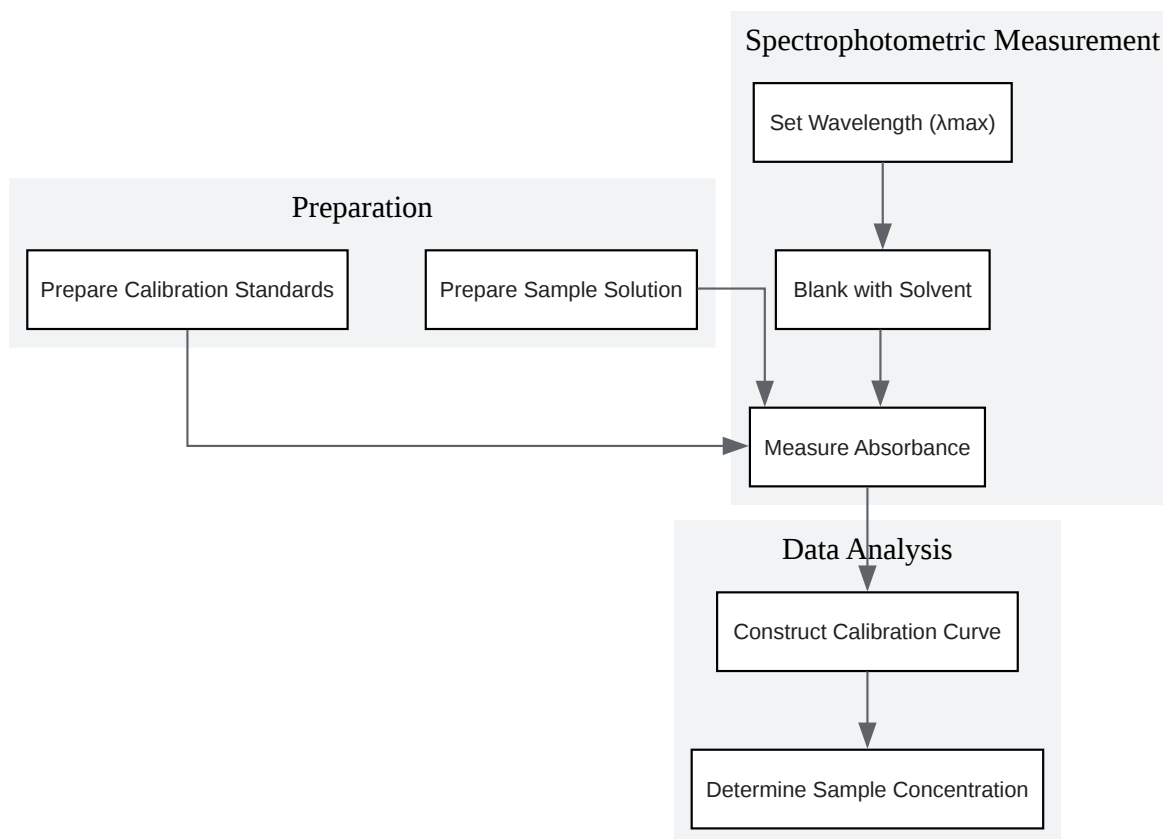 Spectrophotometric Measurement
Set Wavelength (λmax)
Preparation
Prepare Calibration Standards
Prepare Sample Solution
Blank with Solvent
Measure Absorbance
Data Analysis
Construct Calibration Curve
Determine Sample Concentration